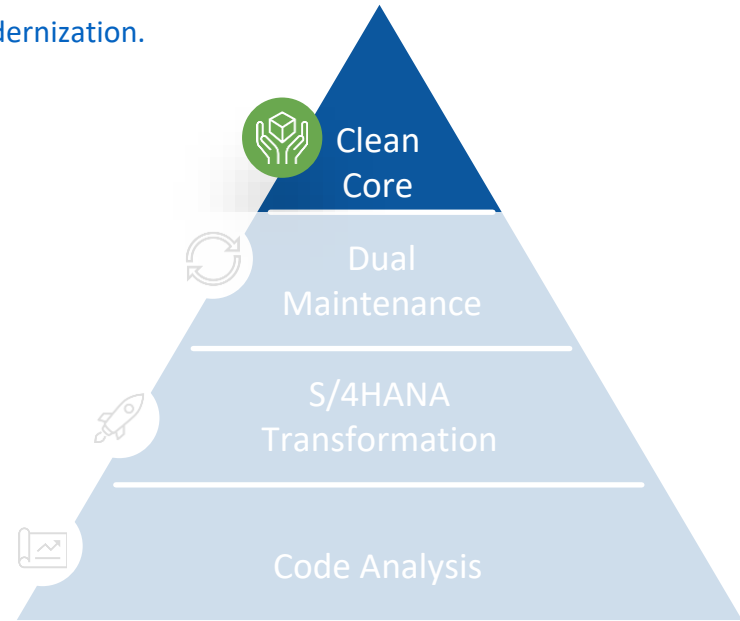 dernization.
Clean
Core
Dual
Maintenance
S/4HANA
Transformation
Code Analysis